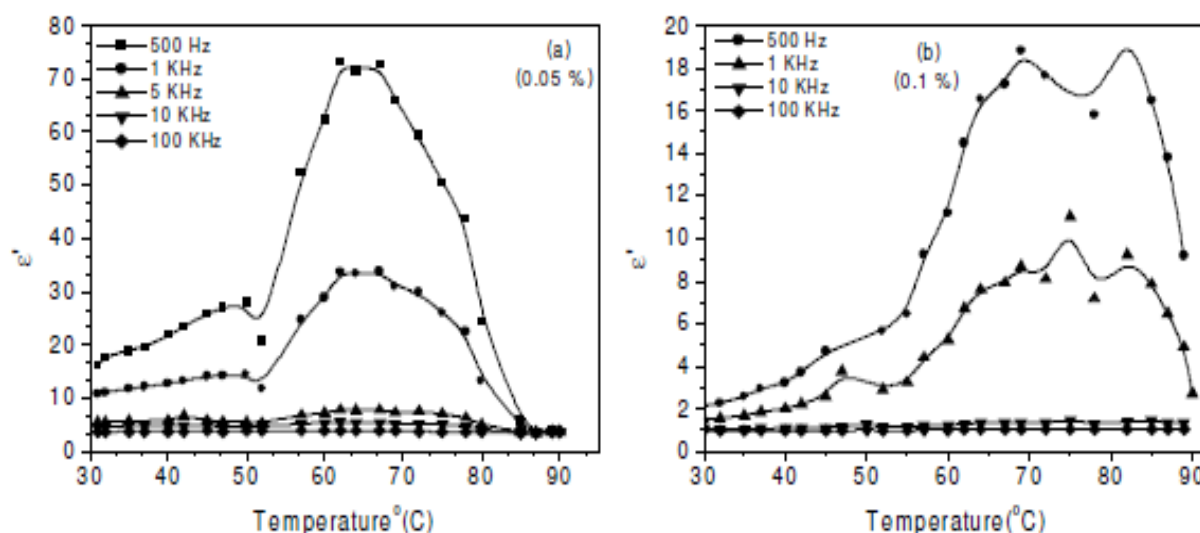 80
70
60
50
40
30
20
10
0
ε'
500 Hz
1 KHz
5 KHz
10 KHz
100 KHz
(a)
(0.05 %)
30 40 50 60 70 80 90
Temperature°(C)
20
18
16
14
12
10
8
6
4
2
0
ε'
500 Hz
1 KHz
10 KHz
100 KHz
(b)
(0.1 %)
30 40 50 60 70 80 90
Temperature(°C)